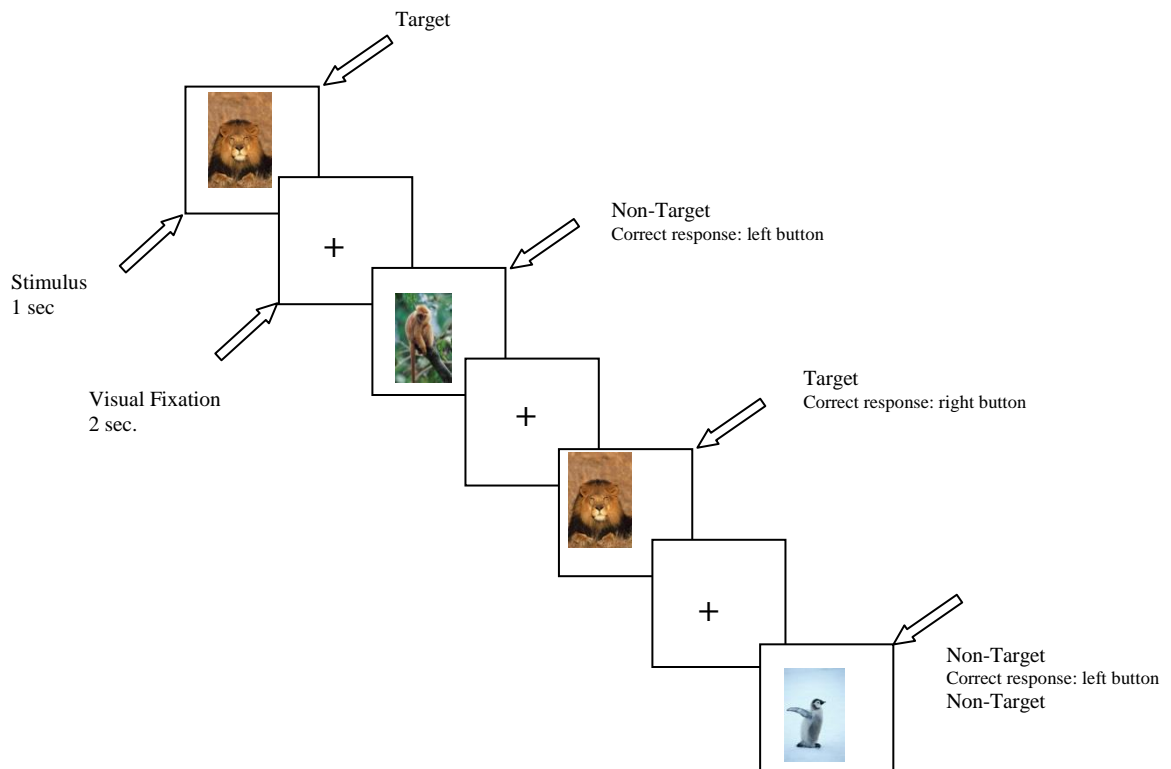 Target
Non-Target
Correct response: left button
Stimulus
1 sec
+
Visual Fixation
2 sec.
Target
Correct response: right button
+
+
Non-Target
Correct response: left button
Non-Target